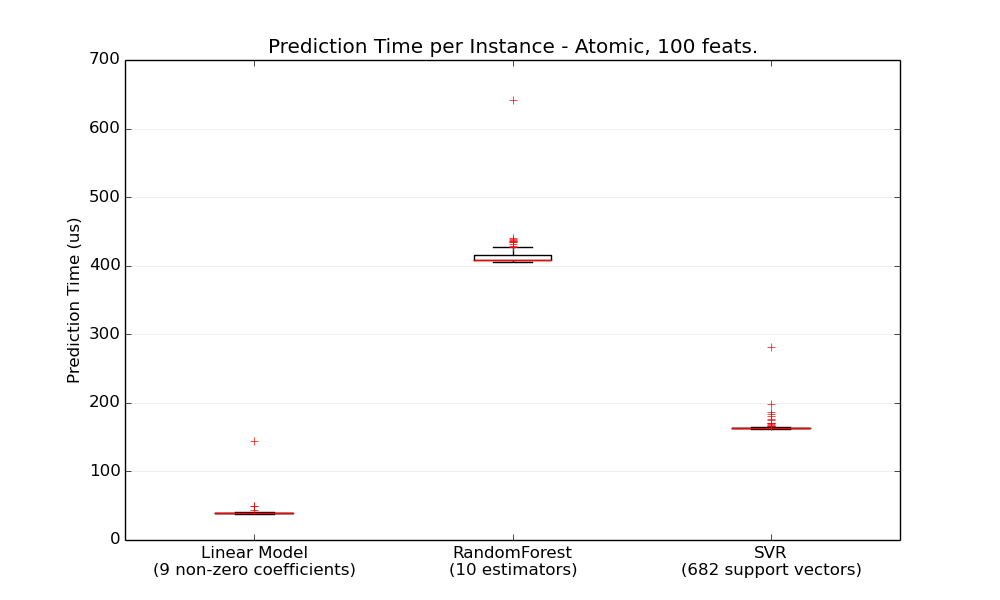 Prediction Time per Instance - Atomic, 100 feats.
700
600
500
400
300
200
100
0
Prediction Time (us)
Linear Model
(9 non-zero coefficients)
RandomForest
(10 estimators)
SVR
(682 support vectors)